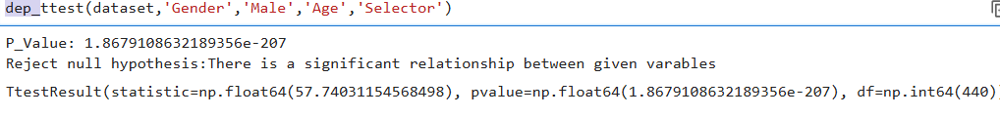 dep_ttest(dataset,'Gender','Male','Age','Selector')
P_Value: 1.8679108632189356e-207
Reject null hypothesis:There is a significant relationship between given varables
TtestResult(statistic=np.float64(57.74031154568498), pvalue=np.float64(1.8679108632189356e-207), df=np.int64(440))